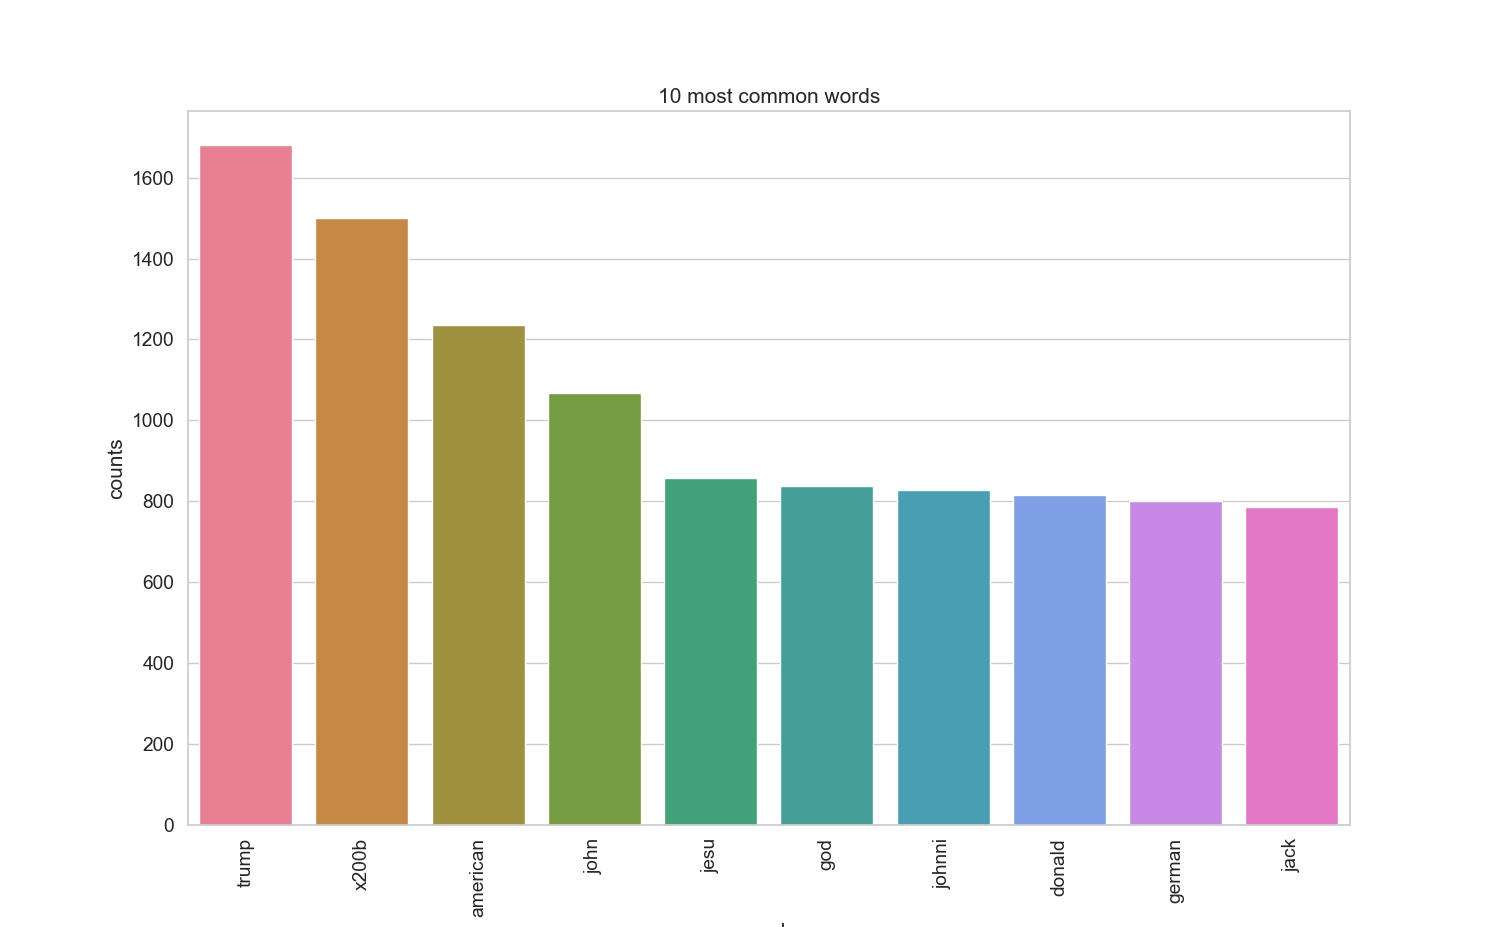 10 most common words
counts
1600
1400
1200
1000
800
600
400
200
0
trump
x200b
american
john
jesu
god
johnni
donald
german
jack